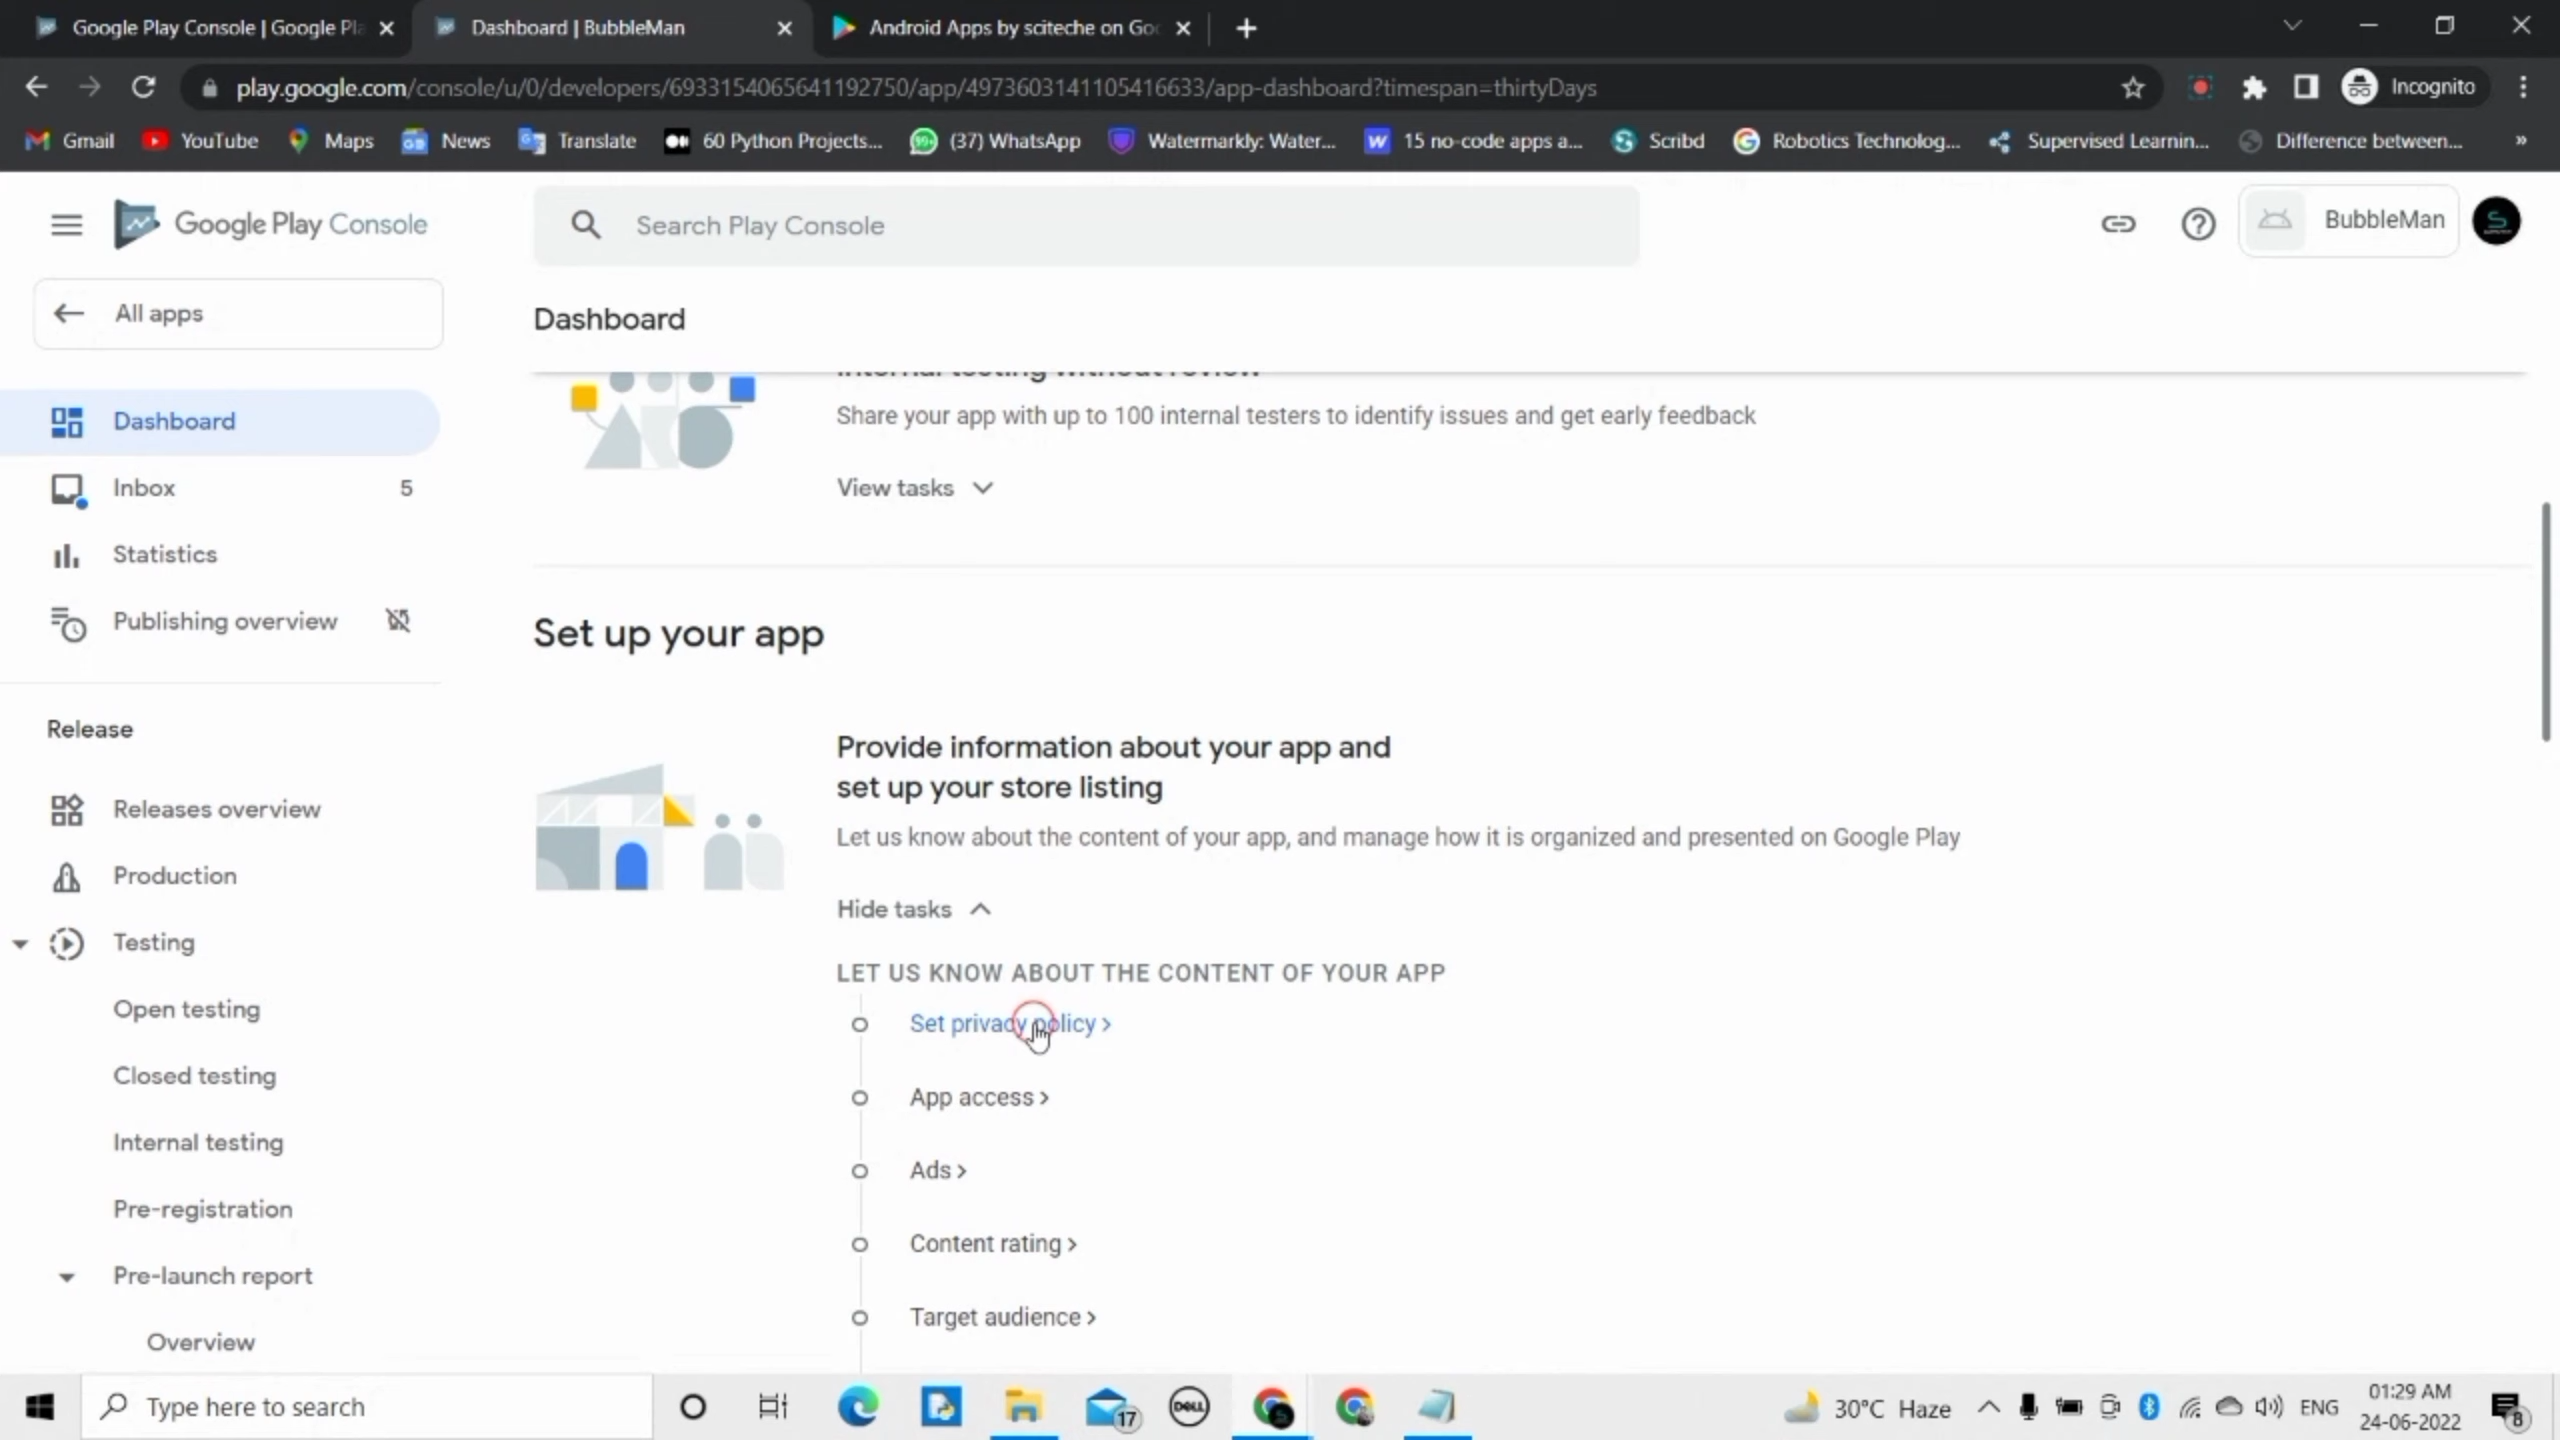 Google Play Console | Google Pl
Dashboard | BubbleMan
Android Apps by sciteche on Go
play.google.com/console/u/0/developers/6933154065641192750/app/4973603141105416633/app-dashboard?timespan=thirtyDays
Incognito
Gmail
YouTube
Maps
News
Translate
60 Python Projects...
(37) WhatsApp
Watermarkly: Water...
15 no-code apps a...
Scribd
Robotics Technolog...
Supervised Learnin...
Difference between...
Google Play Console
Search Play Console
BubbleMan
All apps
Dashboard
Dashboard
Inbox 5
Statistics
Publishing overview
Release
Releases overview
Production
Testing
Open testing
Closed testing
Internal testing
Pre-registration
Pre-launch report
Overview
Internal testing without review
Share your app with up to 100 internal testers to identify issues and get early feedback
View tasks
Set up your app
Provide information about your app and
set up your store listing
Let us know about the content of your app, and manage how it is organized and presented on Google Play
Hide tasks
LET US KNOW ABOUT THE CONTENT OF YOUR APP
Set privacy policy >
App access >
Ads >
Content rating >
Target audience >
Type here to search
17
DELL
30°C Haze
ENG
01:29 AM
24-06-2022
8